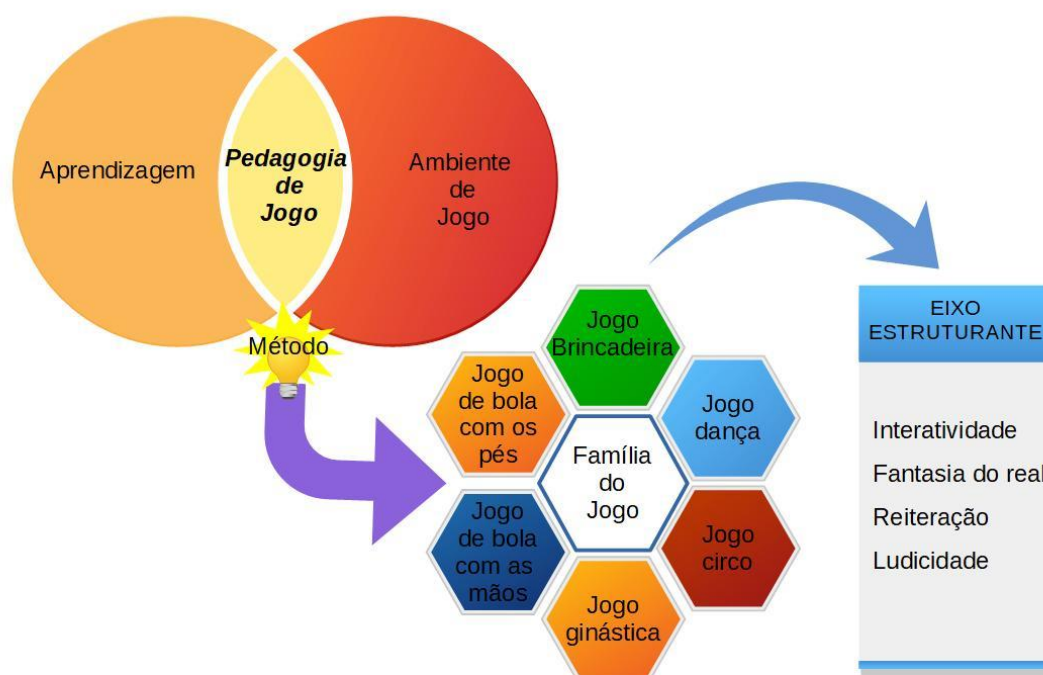 Aprendizagem
Pedagogia
de
Jogo
Ambiente
de
Jogo
Método
Jogo
Brincadeira
Jogo
de bola
com os
pés
Jogo
dança
Família
do
Jogo
Jogo
de bola
com as
mãos
Jogo
circo
Jogo
ginástica
EIXO
ESTRUTURANTE
Interatividade
Fantasia do real
Reiteração
Ludicidade